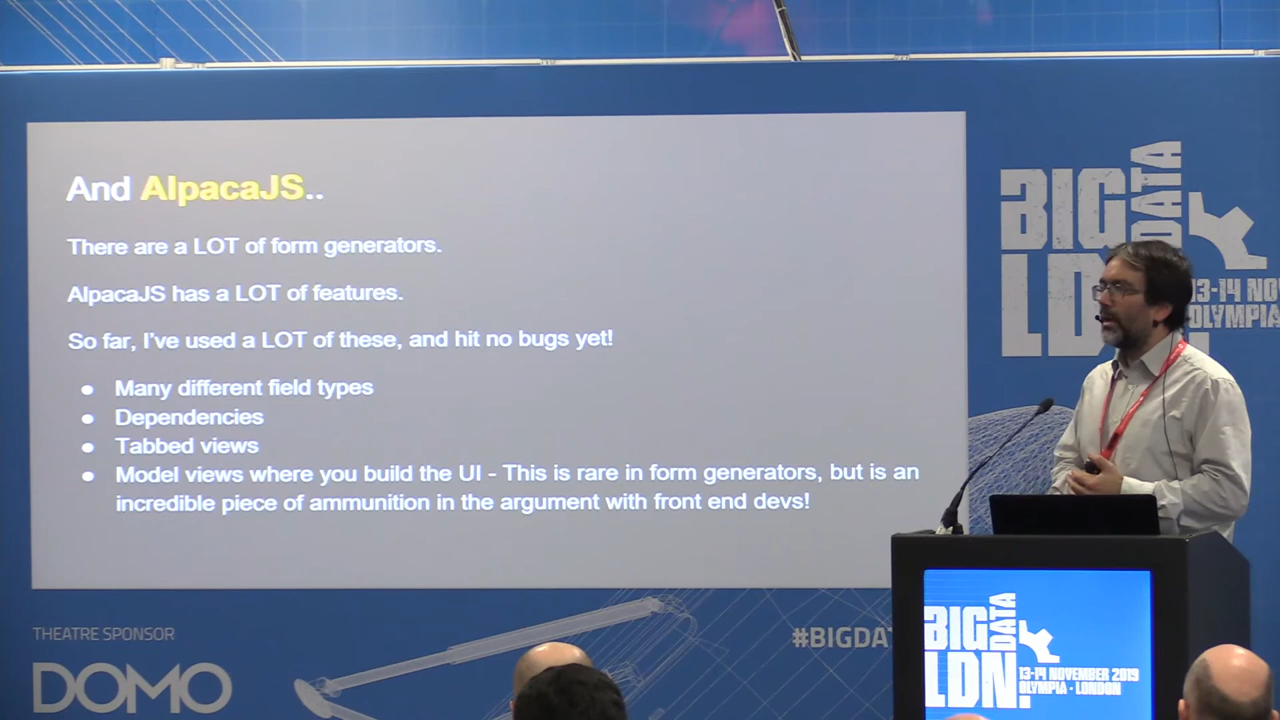 And AlpacaJS..
There are a LOT of form generators.
AlpacaJS has a LOT of features.
So far, I've used a LOT of these, and hit no bugs yet!
● Many different field types
● Dependencies
● Tabbed views
● Model views where you build the UI - This is rare in form generators, but is an
incredible piece of ammunition in the argument with front end devs!
BIG
DATA
LD
13-14 NO
OLYMPIA
THEATRE SPONSOR
DOMO
#BIGDA
BIG
DATA
LDN
13-14 NOVEMBER 2019
OLYMPIA · LONDON